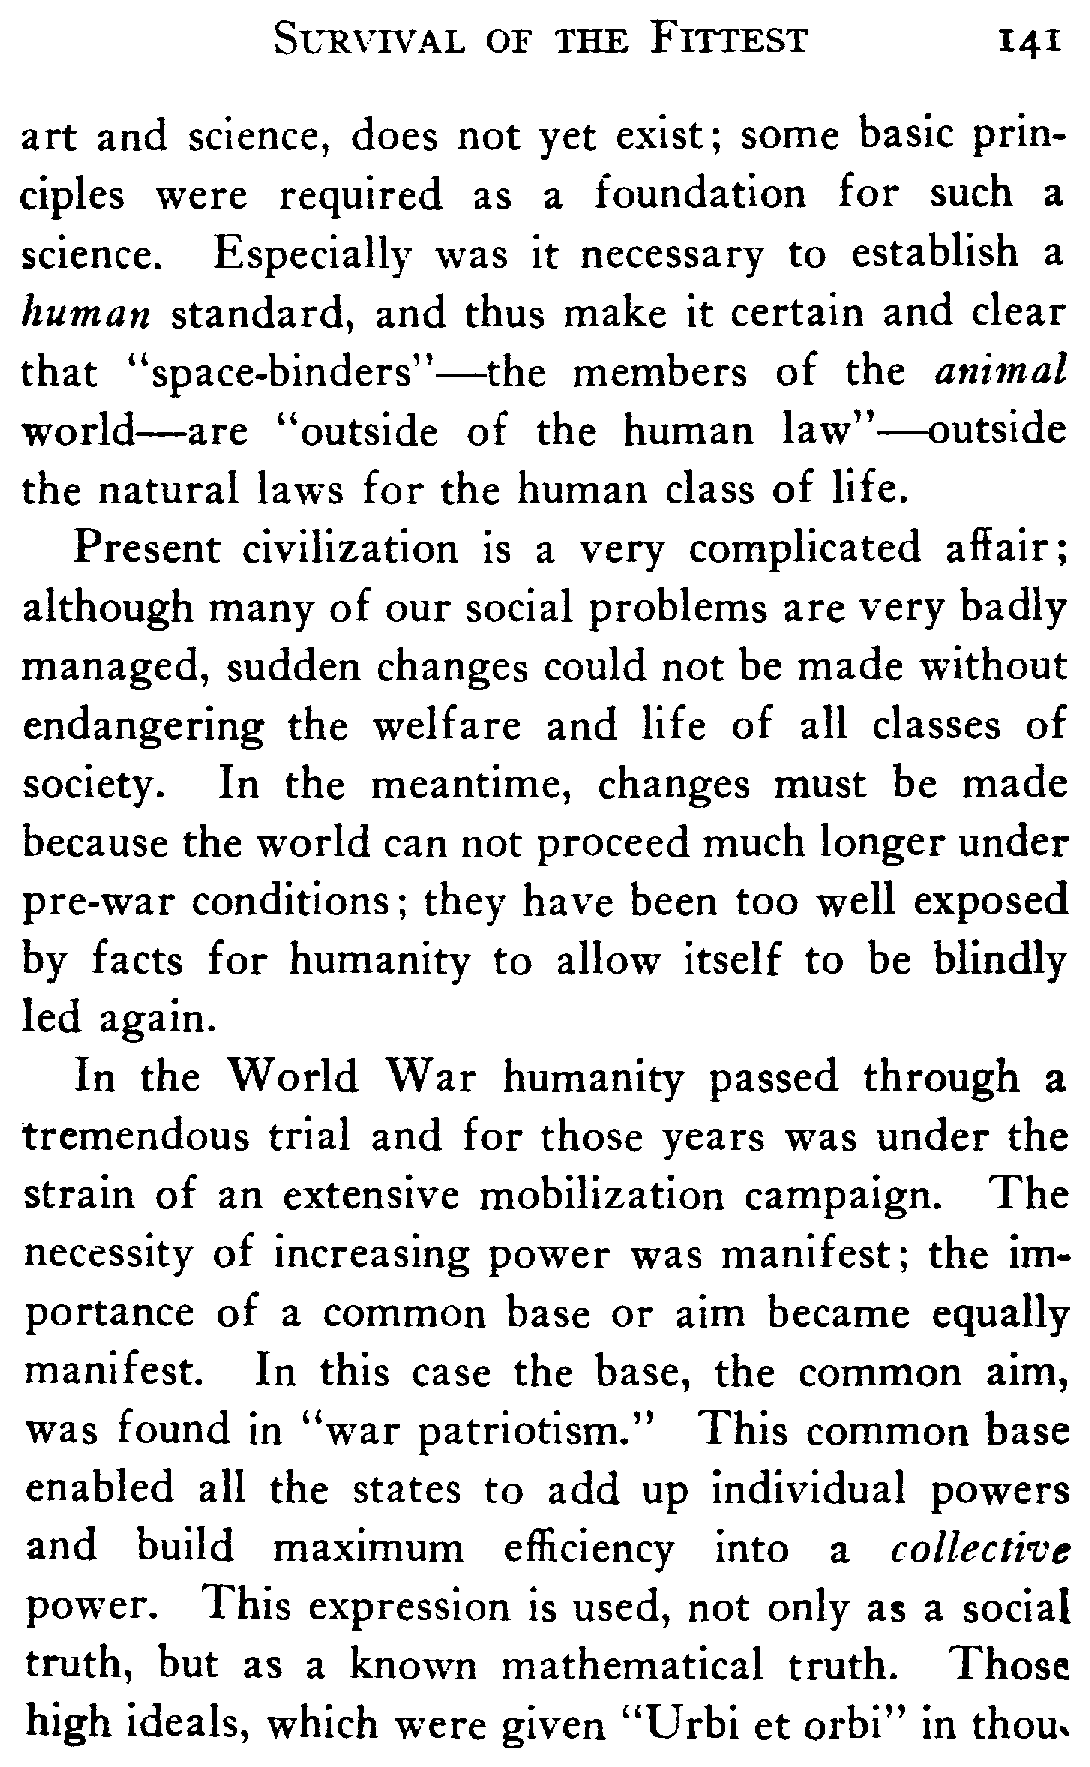 SURVIVAL OF THE FITTEST 141
art and science, does not yet exist; some basic prin-
ciples were required as a foundation for such a
science. Especially was it necessary to establish a
human standard, and thus make it certain and clear
that "space-binders"—the members of the animal
world—are "outside of the human law"—outside
the natural laws for the human class of life.
Present civilization is a very complicated affair;
although many of our social problems are very badly
managed, sudden changes could not be made without
endangering the welfare and life of all classes of
society. In the meantime, changes must be made
because the world can not proceed much longer under
pre-war conditions; they have been too well exposed
by facts for humanity to allow itself to be blindly
led again.
In the World War humanity passed through a
tremendous trial and for those years was under the
strain of an extensive mobilization campaign. The
necessity of increasing power was manifest; the im-
portance of a common base or aim became equally
manifest. In this case the base, the common aim,
was found in "war patriotism." This common base
enabled all the states to add up individual powers
and build maximum efficiency into a collective
power. This expression is used, not only as a social
truth, but as a known mathematical truth. Those
high ideals, which were given "Urbi et orbi" in thou-